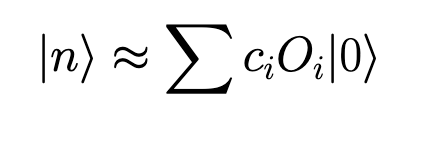 |n⟩ ≈ ∑ cᵢOᵢ|0⟩